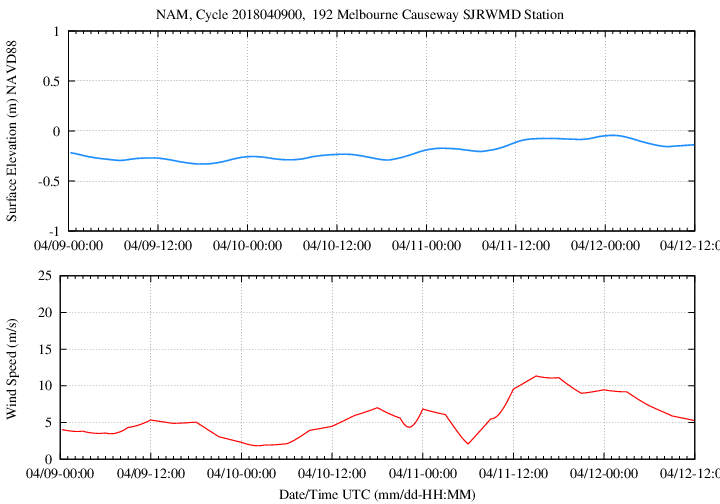 NAM, Cycle 2018040900, 192 Melbourne Causeway SJRWMD Station
Surface Elevation (m) NAVD88
1
0.5
0
-0.5
-1
04/09-00:00 04/09-12:00 04/10-00:00 04/10-12:00 04/11-00:00 04/11-12:00 04/12-00:00 04/12-12:0
Wind Speed (m/s)
25
20
15
10
5
0
04/09-00:00 04/09-12:00 04/10-00:00 04/10-12:00 04/11-00:00 04/11-12:00 04/12-00:00 04/12-12:0
Date/Time UTC (mm/dd-HH:MM)